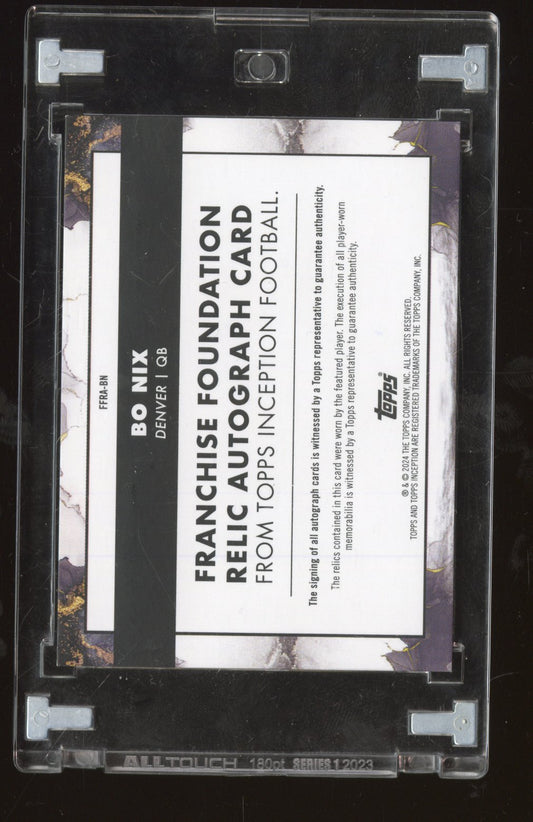 FFRA-BN
BO NIX
DENVER | QB
FRANCHISE FOUNDATION
RELIC AUTOGRAPH CARD
FROM TOPPS INCEPTION FOOTBALL.
The signing of all autograph cards is witnessed by a Topps representative to guarantee authenticity.
The relics contained in this card were worn by the featured player. The execution of all player-worn
memorabilia is witnessed by a Topps representative to guarantee authenticity.
topps®
® & © 2024 THE TOPPS COMPANY, INC. ALL RIGHTS RESERVED.
TOPPS AND TOPPS INCEPTION ARE REGISTERED TRADEMARKS OF THE TOPPS COMPANY, INC.
ALLTOUCH 180pt SERIES 1 2023